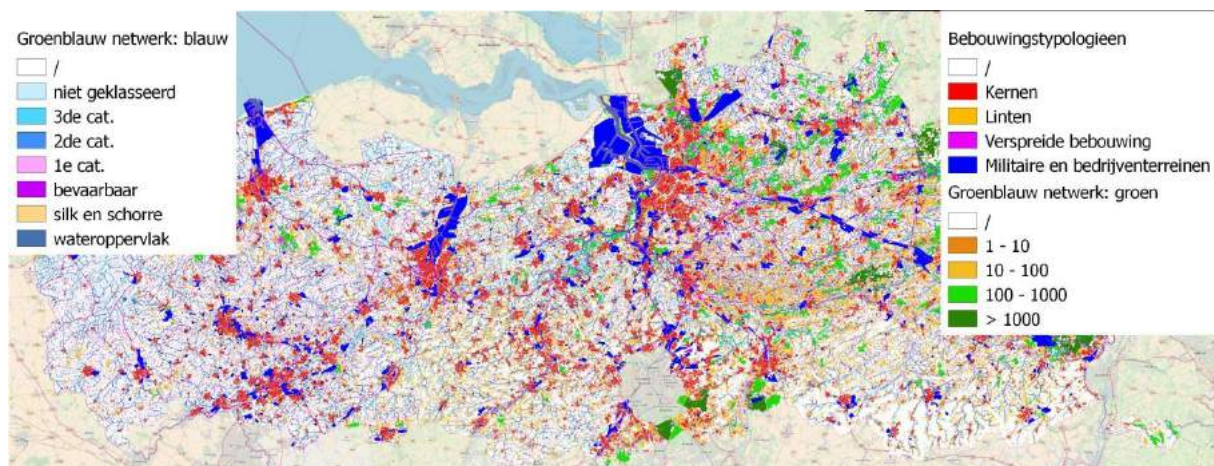 Groenblauw netwerk: blauw
/
niet geklasseerd
3de cat.
2de cat.
1e cat.
bevaarbaar
silk en schorre
wateroppervlak
Bebouwingstypologieen
/
Kernen
Linten
Verspreide bebouwing
Militaire en bedrijventerreinen
Groenblauw netwerk: groen
/
1 - 10
10 - 100
100 - 1000
> 1000